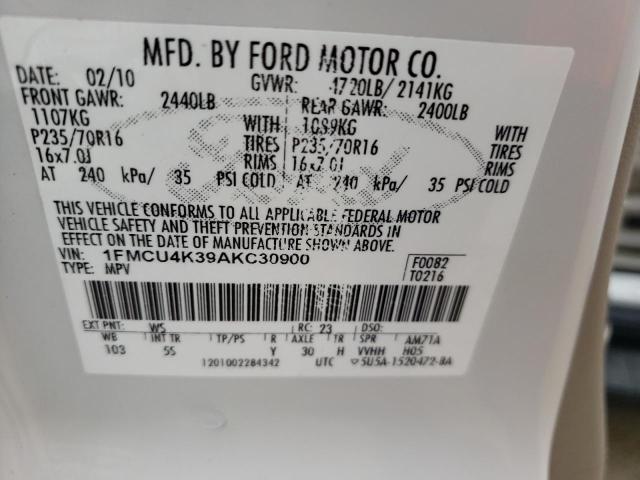 MFD. BY FORD MOTOR CO.
DATE: 02/10 GVWR: 4720LB/ 2141KG
FRONT GAWR: 2440LB REAR GAWR: 2400LB
1107KG WITH 1089KG WITH
P235/70R16 TIRES P235/70R16 TIRES
16x7.0J RIMS 16x7.0J RIMS
AT 240 kPa/ 35 PSI COLD AT 240 kPa/ 35 PSI COLD
THIS VEHICLE CONFORMS TO ALL APPLICABLE FEDERAL MOTOR
VEHICLE SAFETY AND THEFT PREVENTION STANDARDS IN
EFFECT ON THE DATE OF MANUFACTURE SHOWN ABOVE.
VIN: 1FMCU4K39AKC30900 F0082
TYPE: MPV T0216
EXT PNT: WS RC: 23 DSO:
WB INT TR TP/PS R AXLE TR SPR AM71A
103 5S Y 30 H VVHH H05
1201002284342 UTC 5U5A-1520472-BA
Ford